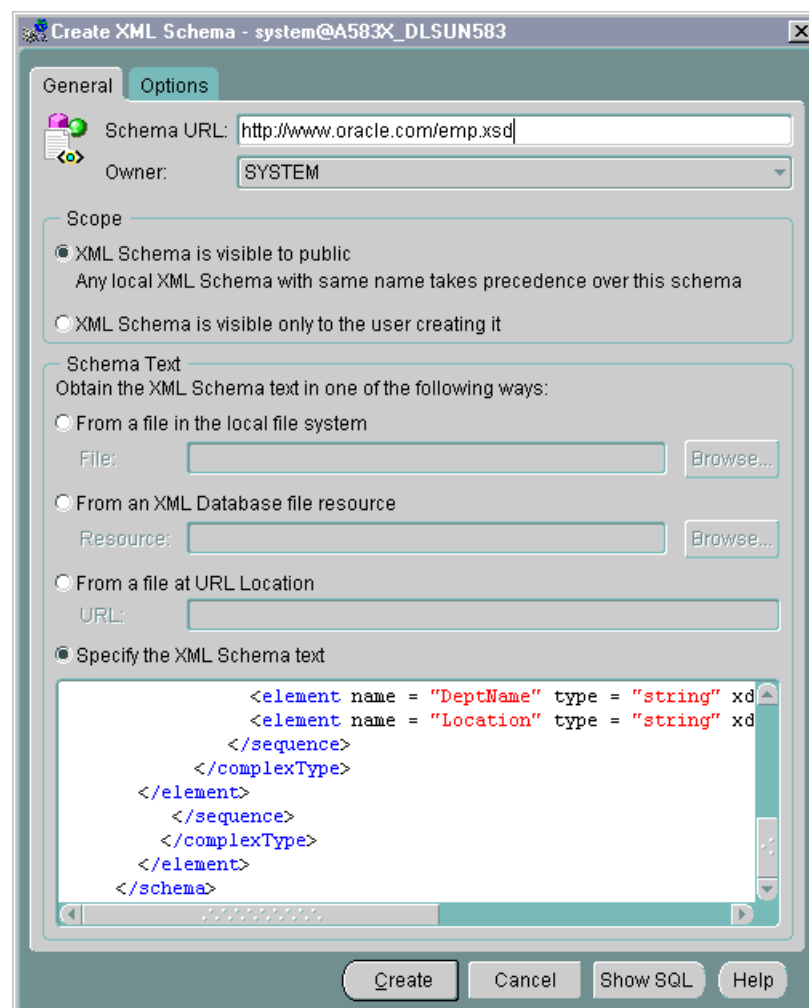 Create XML Schema - system@A583X_DLSUN583
General Options
Schema URL: http://www.oracle.com/emp.xsd
Owner: SYSTEM
Scope
XML Schema is visible to public
Any local XML Schema with same name takes precedence over this schema
XML Schema is visible only to the user creating it
Schema Text
Obtain the XML Schema text in one of the following ways:
From a file in the local file system
File: Browse...
From an XML Database file resource
Resource: Browse...
From a file at URL Location
URL:
Specify the XML Schema text
<element name = "DeptName" type = "string" xd
<element name = "Location" type = "string" xd
</sequence>
</complexType>
</element>
</sequence>
</complexType>
</element>
</schema>
Create Cancel Show SQL Help